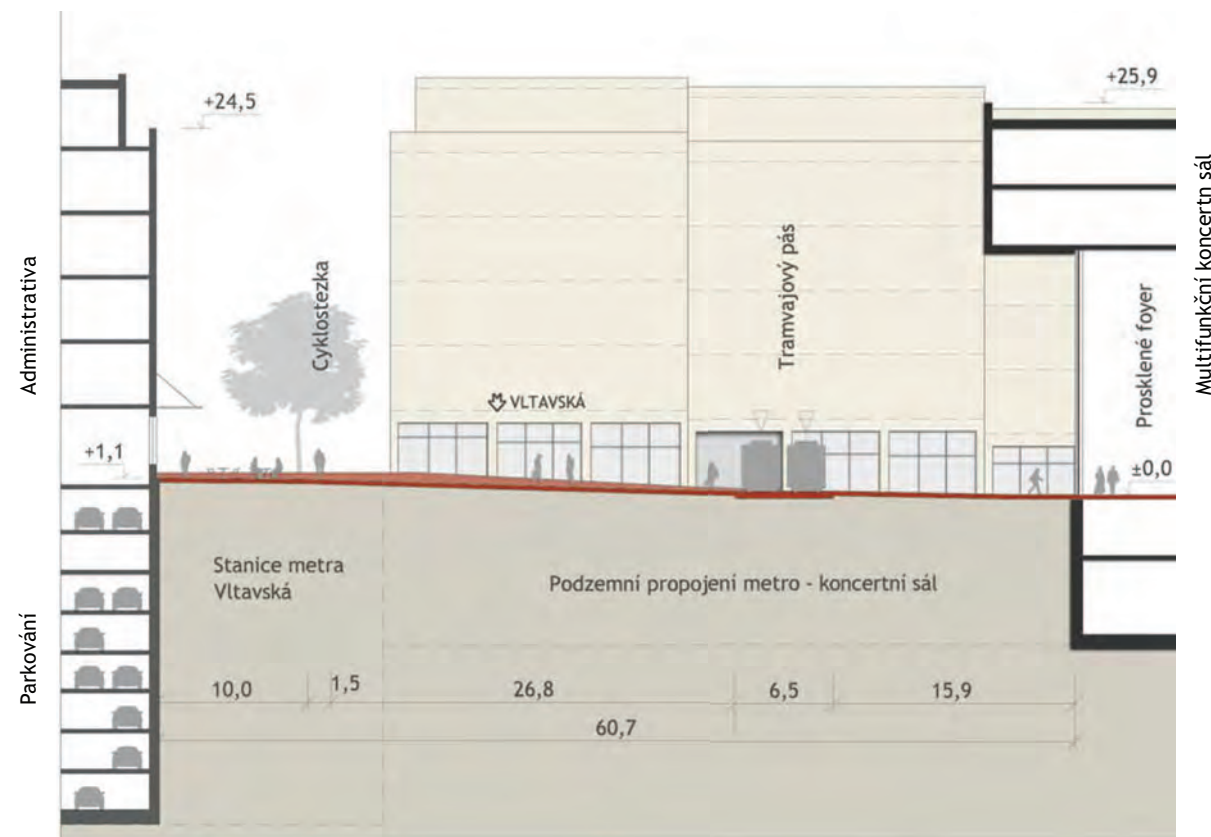 +24,5
+25,9
Administrativa
Cyklostezka
Tramvajový pás
Multifunkční koncertn sál
Prosklené foyer
VLTAVSKÁ
+1,1
±0,0
Stanice metra
Vltavská
Podzemní propojení metro - koncertní sál
Parkování
10,0
1,5
26,8
6,5
15,9
60,7